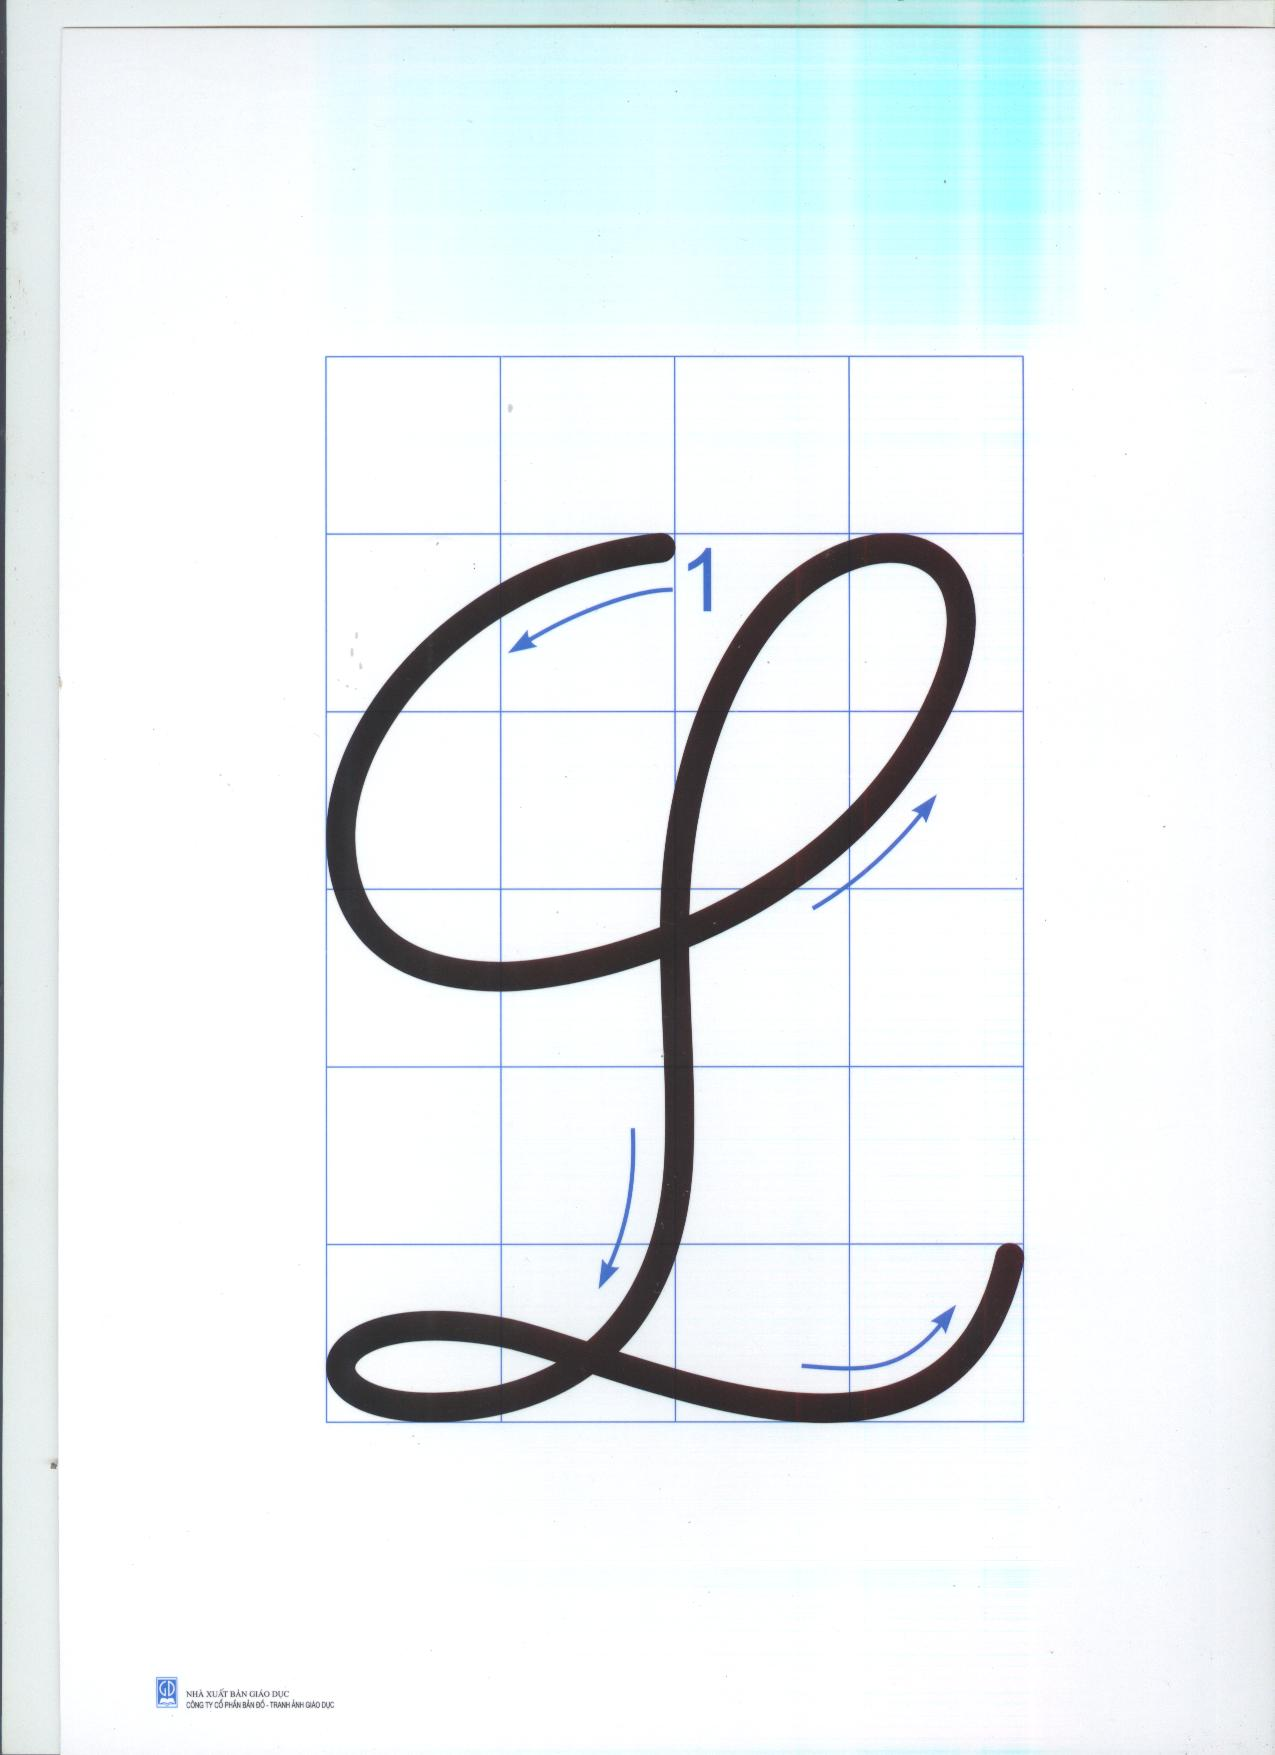 L
1
NHÀ XUẤT BẢN GIÁO DỤC
CÔNG TY CỔ PHẦN BẢN ĐỒ - TRANH ẢNH GIÁO DỤC